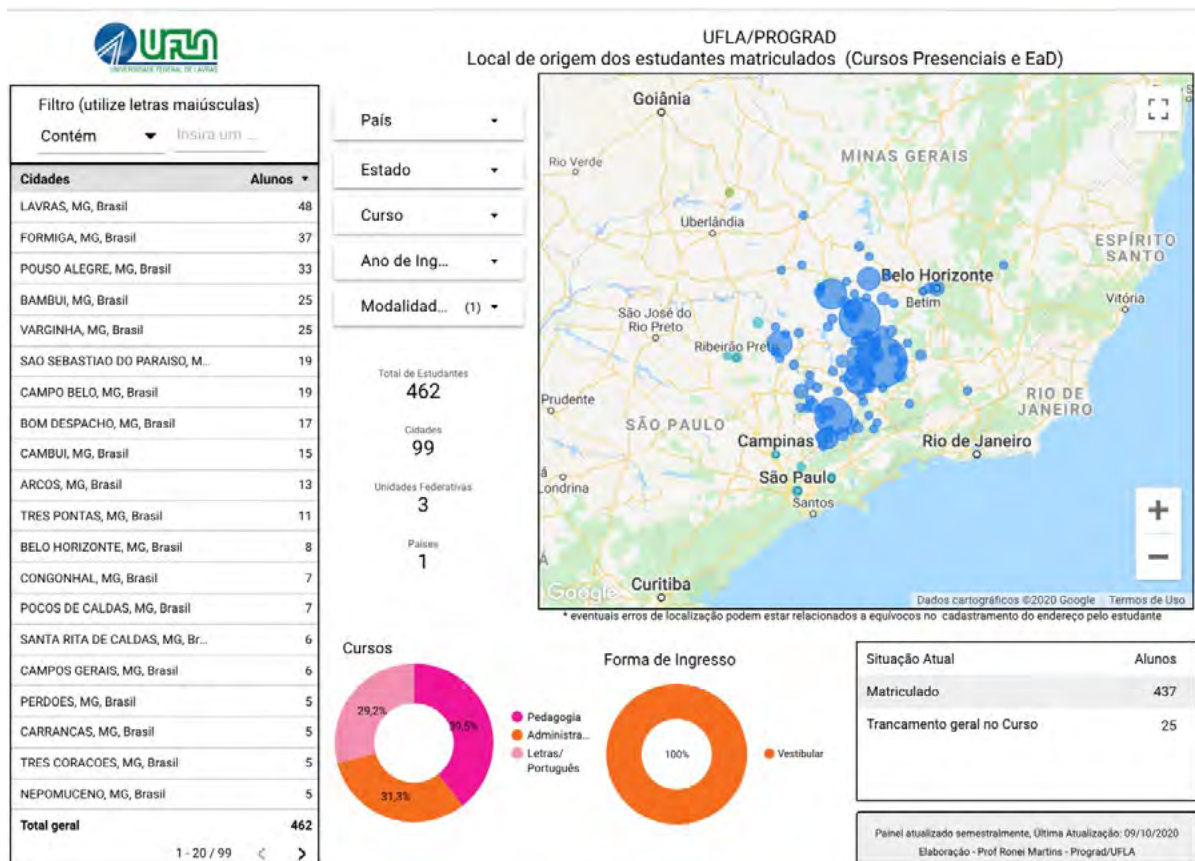 UFLA
UNIVERSIDADE FEDERAL DE LAVRAS
UFLA/PROGRAD
Local de origem dos estudantes matriculados (Cursos Presenciais e EaD)
Filtro (utilize letras maiúsculas)
Contém
Insira um ...
Cidades Alunos
LAVRAS, MG, Brasil 48
FORMIGA, MG, Brasil 37
POUSO ALEGRE, MG, Brasil 33
BAMBUI, MG, Brasil 25
VARGINHA, MG, Brasil 25
SAO SEBASTIAO DO PARAISO, M... 19
CAMPO BELO, MG, Brasil 19
BOM DESPACHO, MG, Brasil 17
CAMBUI, MG, Brasil 15
ARCOS, MG, Brasil 13
TRES PONTAS, MG, Brasil 11
BELO HORIZONTE, MG, Brasil 8
CONGONHAL, MG, Brasil 7
POCOS DE CALDAS, MG, Brasil 7
SANTA RITA DE CALDAS, MG, Br... 6
CAMPOS GERAIS, MG, Brasil 6
PERDOES, MG, Brasil 5
CARRANCAS, MG, Brasil 5
TRES CORACOES, MG, Brasil 5
NEPOMUCENO, MG, Brasil 5
Total geral 462
1 - 20 / 99
País
Estado
Curso
Ano de Ing...
Modalidad... (1)
Total de Estudantes
462
Cidades
99
Unidades Federativas
3
Países
1
Goiânia
Rio Verde
MINAS GERAIS
Uberlândia
ESPÍRITO
SANTO
Belo Horizonte
Betim
Vitória
São José do
Rio Preto
Ribeirão Preto
Prudente
RIO DE
JANEIRO
SÃO PAULO
Campinas
Rio de Janeiro
São Paulo
Londrina
Santos
Curitiba
Google
Dados cartográficos ©2020 Google Termos de Uso
* eventuais erros de localização podem estar relacionados a equívocos no cadastramento do endereço pelo estudante
Cursos
29,2%
39,5%
31,3%
Pedagogia
Administra...
Letras/
Português
Forma de Ingresso
100%
Vestibular
Situação Atual Alunos
Matriculado 437
Trancamento geral no Curso 25
Painel atualizado semestralmente, Última Atualização: 09/10/2020
Elaboração - Prof Ronei Martins - Prograd/UFLA